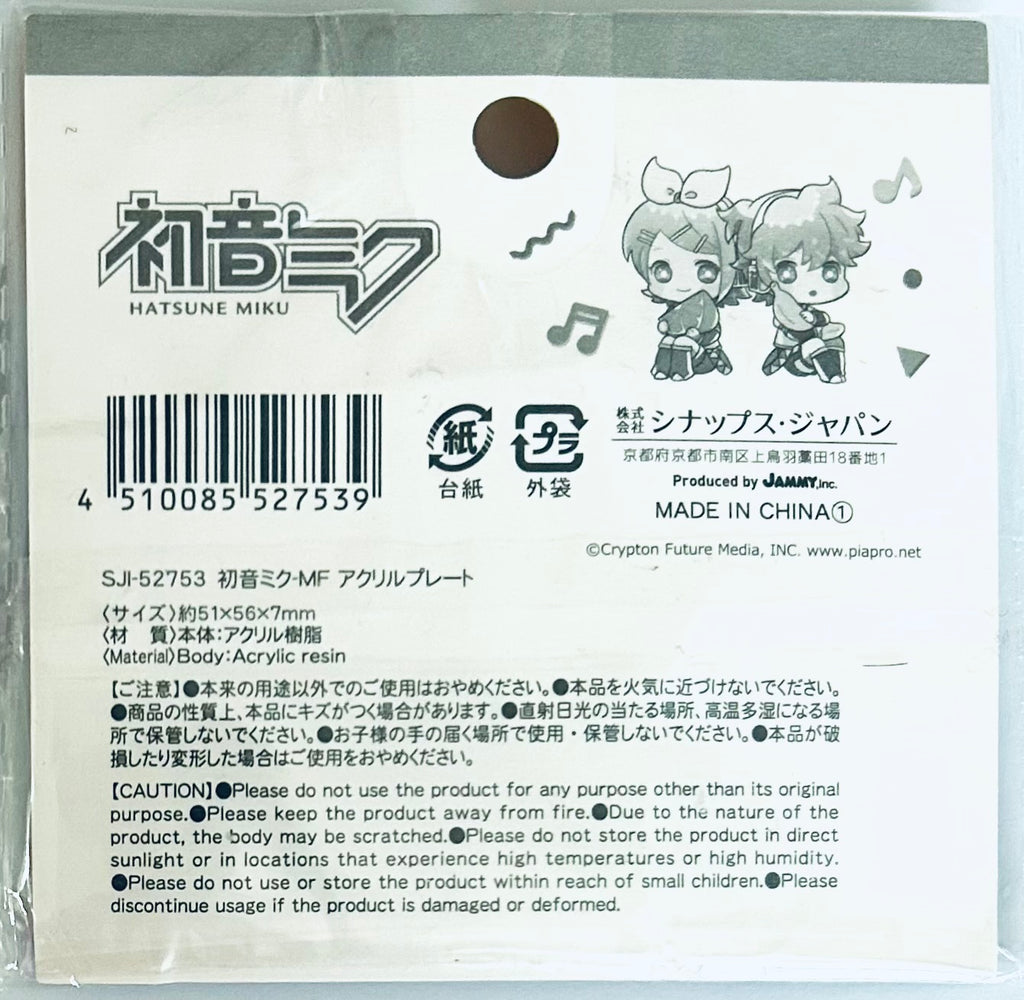 初音ミク
HATSUNE MIKU
4 510085 527539
紙
台紙
プラ
外袋
株式会社 シナップス・ジャパン
京都府京都市南区上鳥羽藁田18番地1
Produced by JAMMY,Inc.
MADE IN CHINA①
©Crypton Future Media, INC. www.piapro.net
SJI-52753 初音ミク-MF アクリルプレート
〈サイズ〉約51×56×7mm
〈材　質〉本体:アクリル樹脂
〈Material〉Body:Acrylic resin
【ご注意】●本来の用途以外でのご使用はおやめください。●本品を火気に近づけないでください。
●商品の性質上、本品にキズがつく場合があります。●直射日光の当たる場所、高温多湿になる場
所で保管しないでください。●お子様の手の届く場所で使用・保管しないでください。●本品が破
損したり変形した場合はご使用をおやめください。
【CAUTION】●Please do not use the product for any purpose other than its original
purpose.●Please keep the product away from fire.●Due to the nature of the
product, the body may be scratched.●Please do not store the product in direct
sunlight or in locations that experience high temperatures or high humidity.
●Please do not use or store the product within reach of small children.●Please
discontinue usage if the product is damaged or deformed.